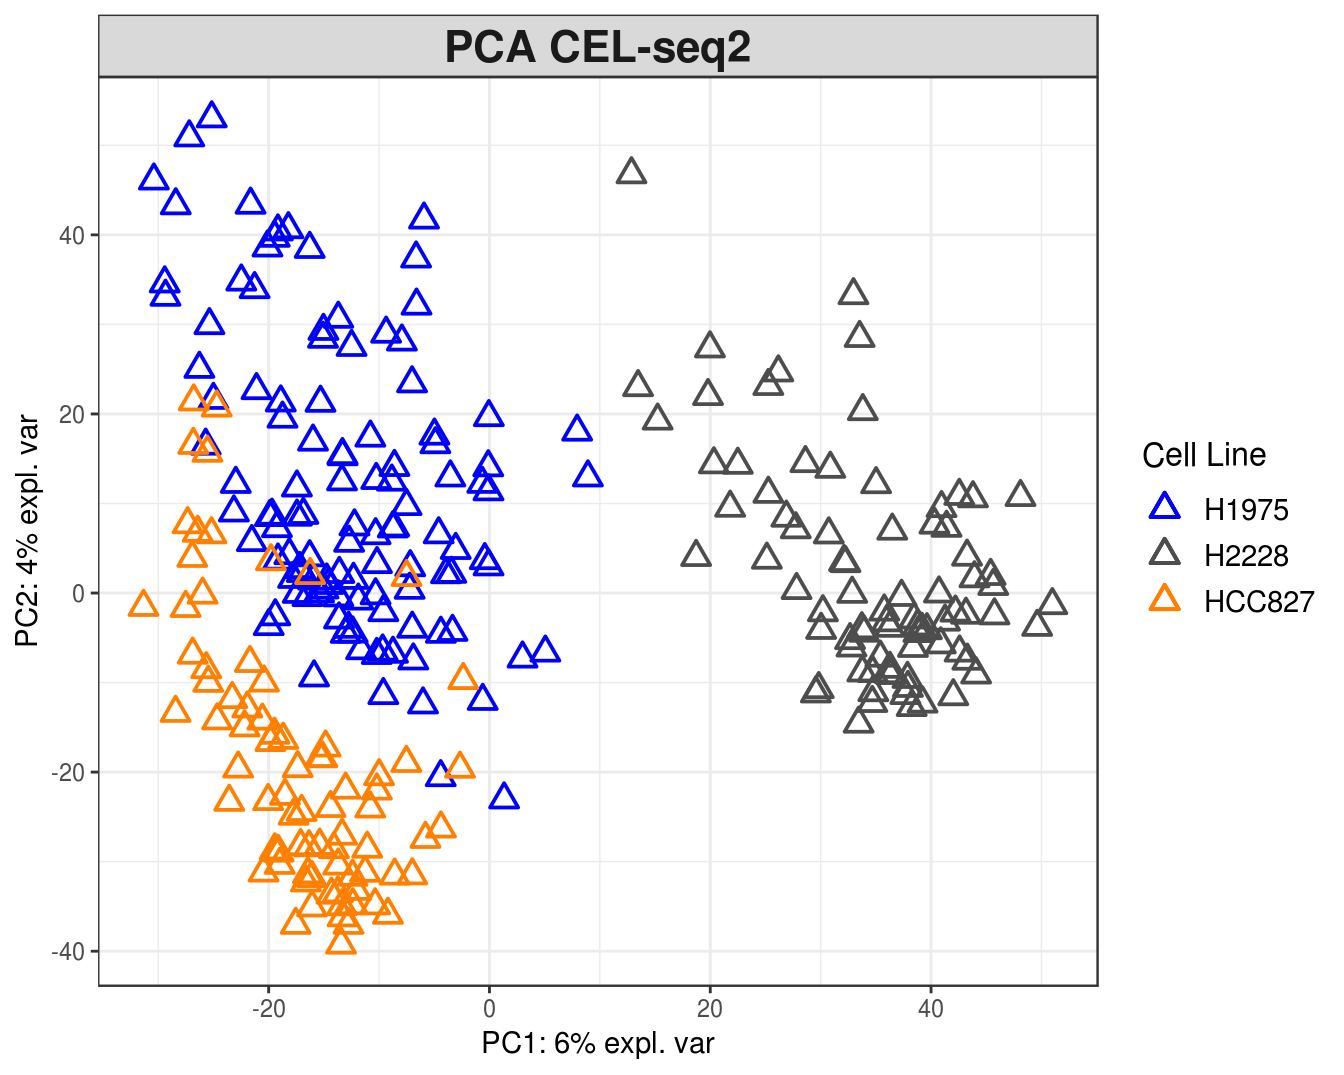 PCA CEL-seq2
PC2: 4% expl. var
40
20
0
-20
-40
-20
0
20
40
PC1: 6% expl. var
Cell Line
H1975
H2228
HCC827